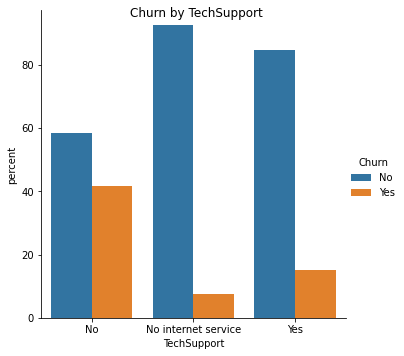 Churn by TechSupport
percent
80
60
40
20
0
No
No internet service
Yes
TechSupport
Churn
No
Yes